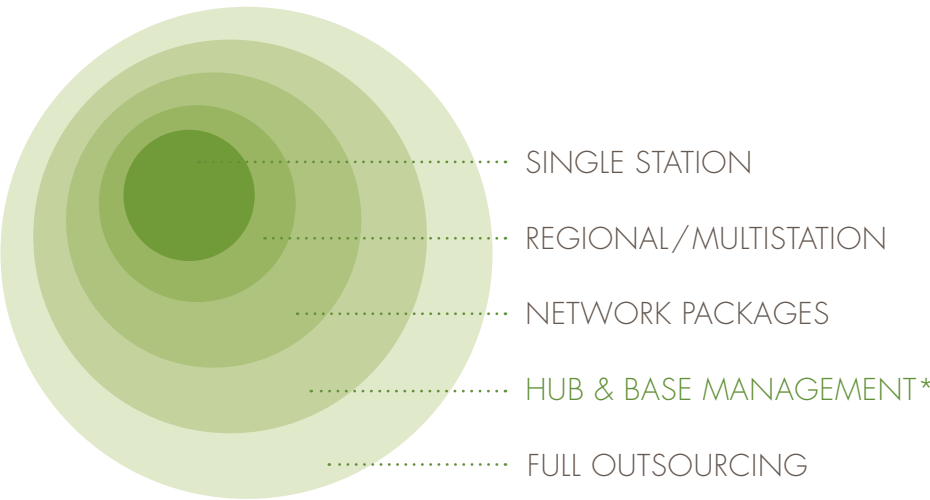 SINGLE STATION
REGIONAL/MULTISTATION
NETWORK PACKAGES
HUB & BASE MANAGEMENT*
FULL OUTSOURCING